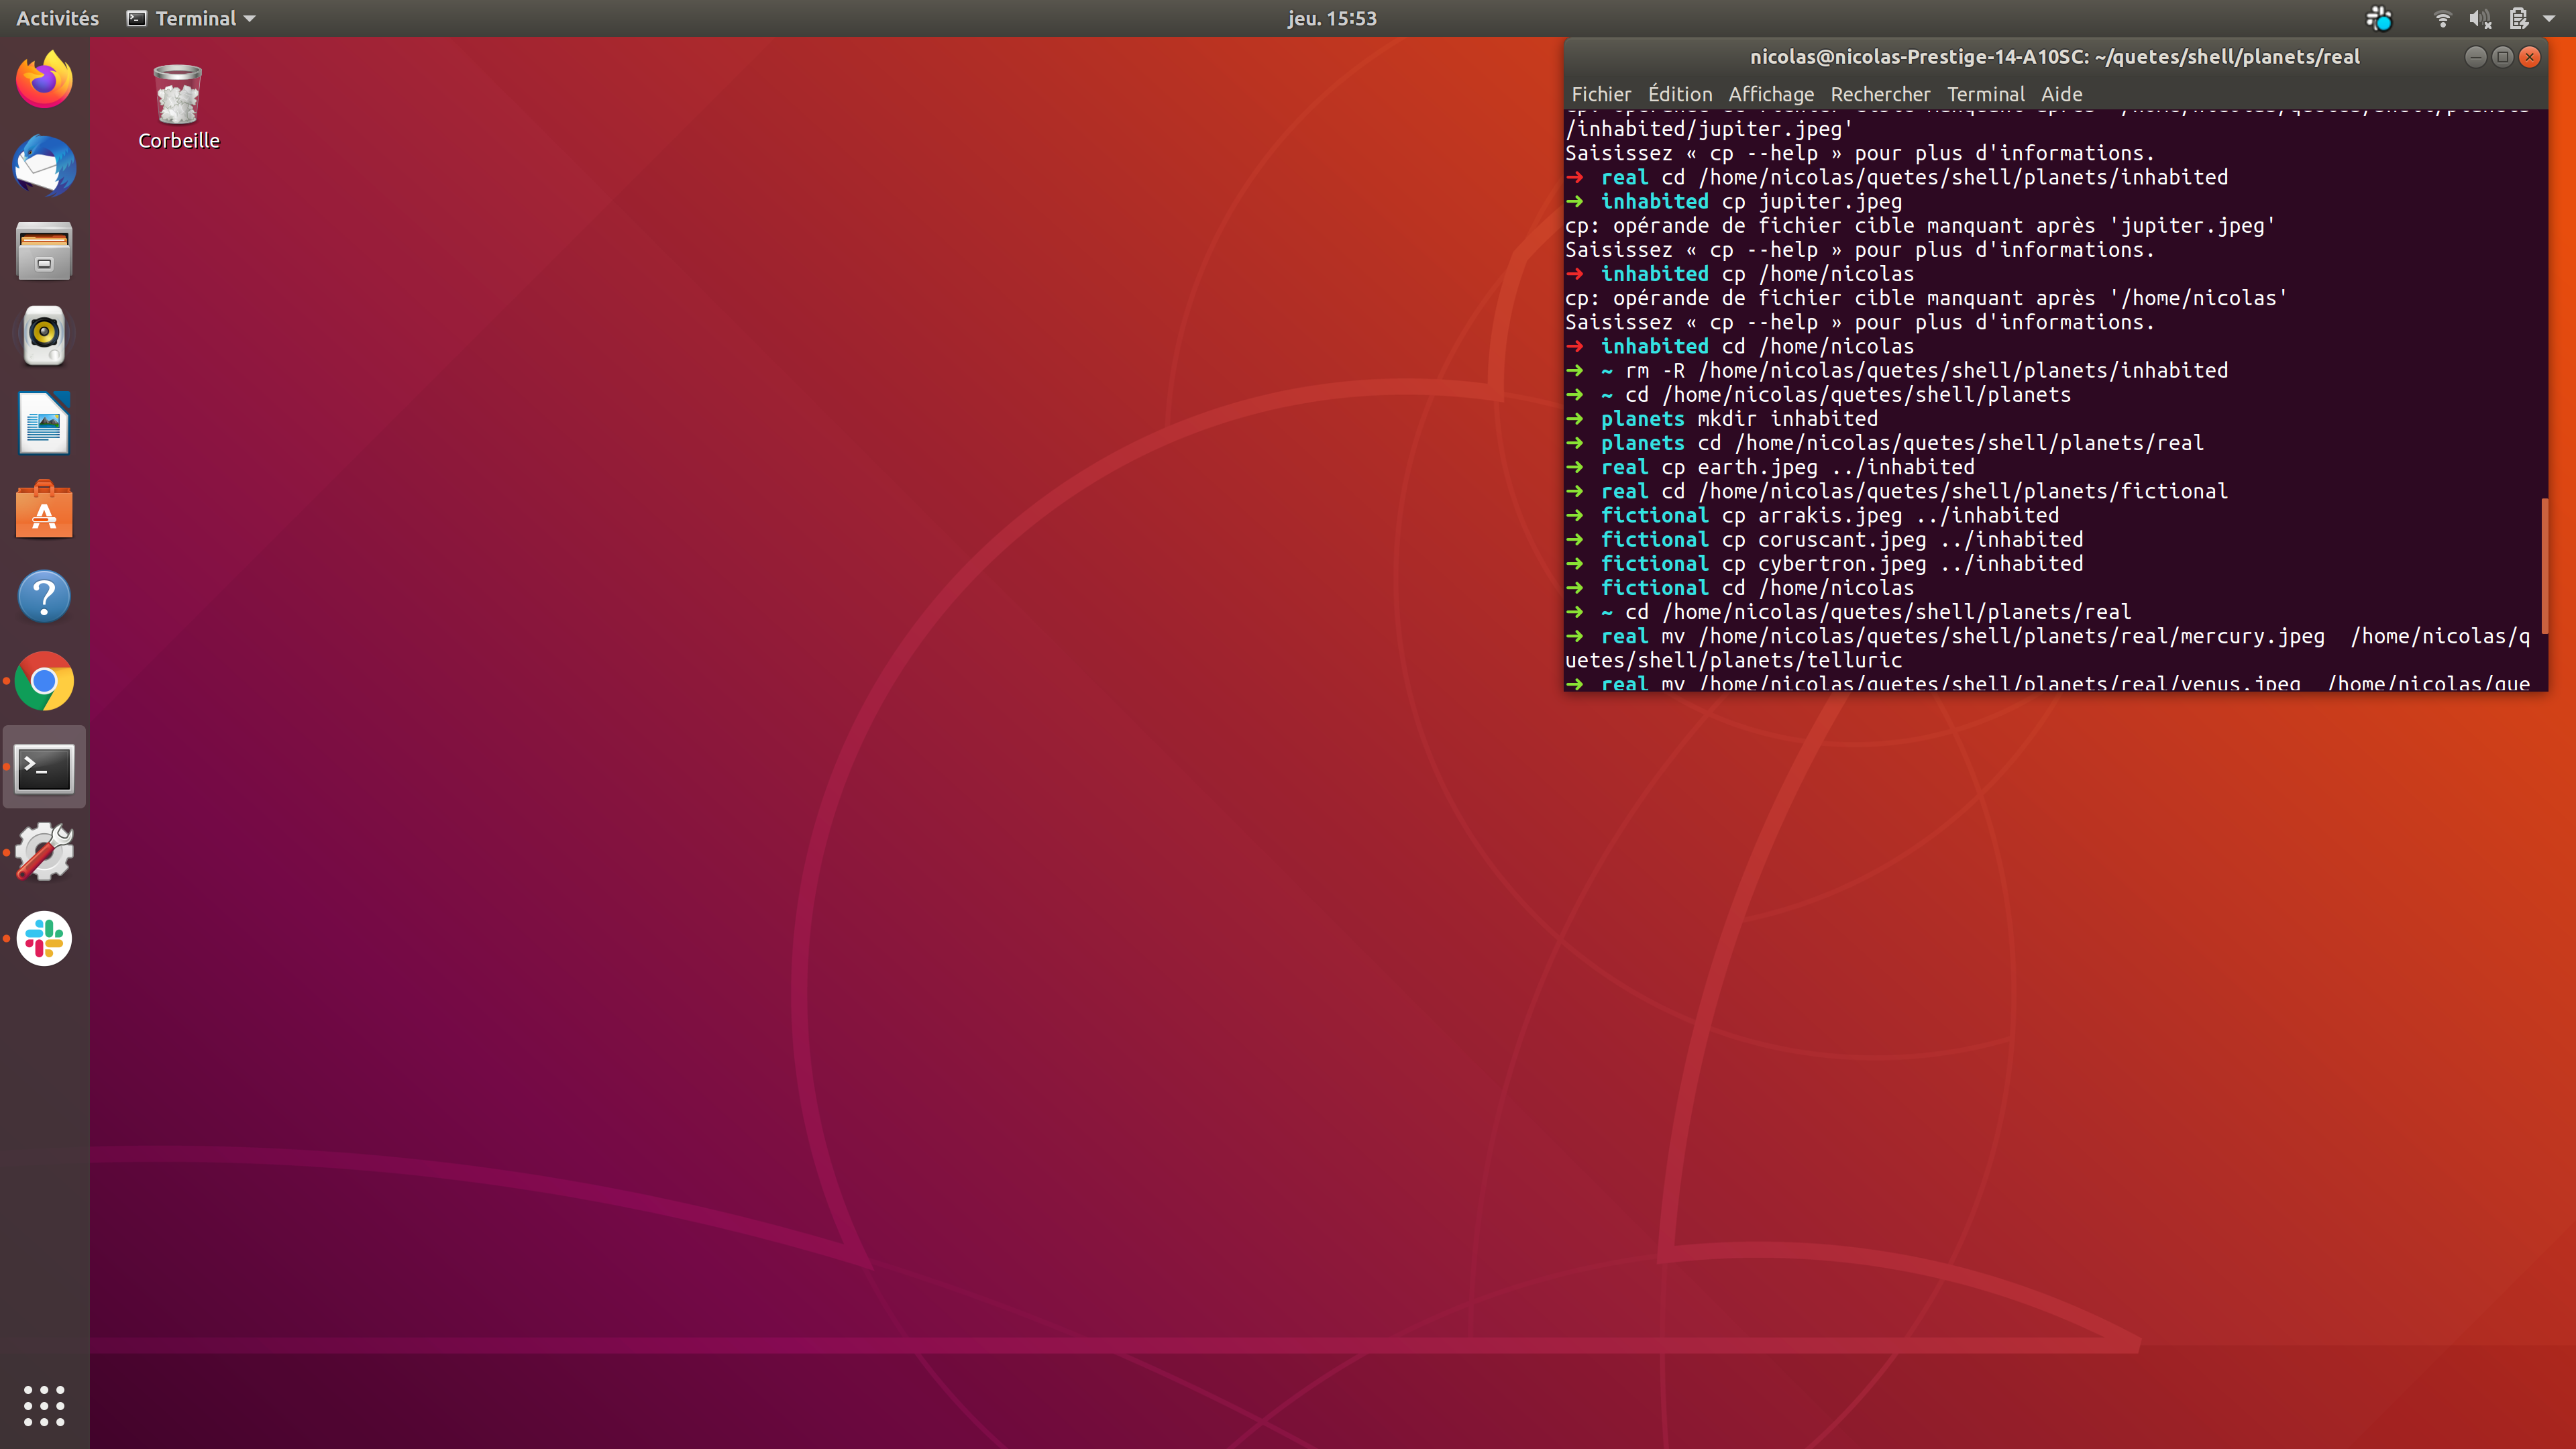 Activités
Terminal
jeu. 15:53
Corbeille
nicolas@nicolas-Prestige-14-A10SC: ~/quetes/shell/planets/real
Fichier Édition Affichage Rechercher Terminal Aide
/inhabited/jupiter.jpeg'
Saisissez « cp --help » pour plus d'informations.
➜ real cd /home/nicolas/quetes/shell/planets/inhabited
➜ inhabited cp jupiter.jpeg
cp: opérande de fichier cible manquant après 'jupiter.jpeg'
Saisissez « cp --help » pour plus d'informations.
➜ inhabited cp /home/nicolas
cp: opérande de fichier cible manquant après '/home/nicolas'
Saisissez « cp --help » pour plus d'informations.
➜ inhabited cd /home/nicolas
➜ ~ rm -R /home/nicolas/quetes/shell/planets/inhabited
➜ ~ cd /home/nicolas/quetes/shell/planets
➜ planets mkdir inhabited
➜ planets cd /home/nicolas/quetes/shell/planets/real
➜ real cp earth.jpeg ../inhabited
➜ real cd /home/nicolas/quetes/shell/planets/fictional
➜ fictional cp arrakis.jpeg ../inhabited
➜ fictional cp coruscant.jpeg ../inhabited
➜ fictional cp cybertron.jpeg ../inhabited
➜ fictional cd /home/nicolas
➜ ~ cd /home/nicolas/quetes/shell/planets/real
➜ real mv /home/nicolas/quetes/shell/planets/real/mercury.jpeg  /home/nicolas/q
uetes/shell/planets/telluric
➜ real mv /home/nicolas/quetes/shell/planets/real/venus.jpeg  /home/nicolas/que